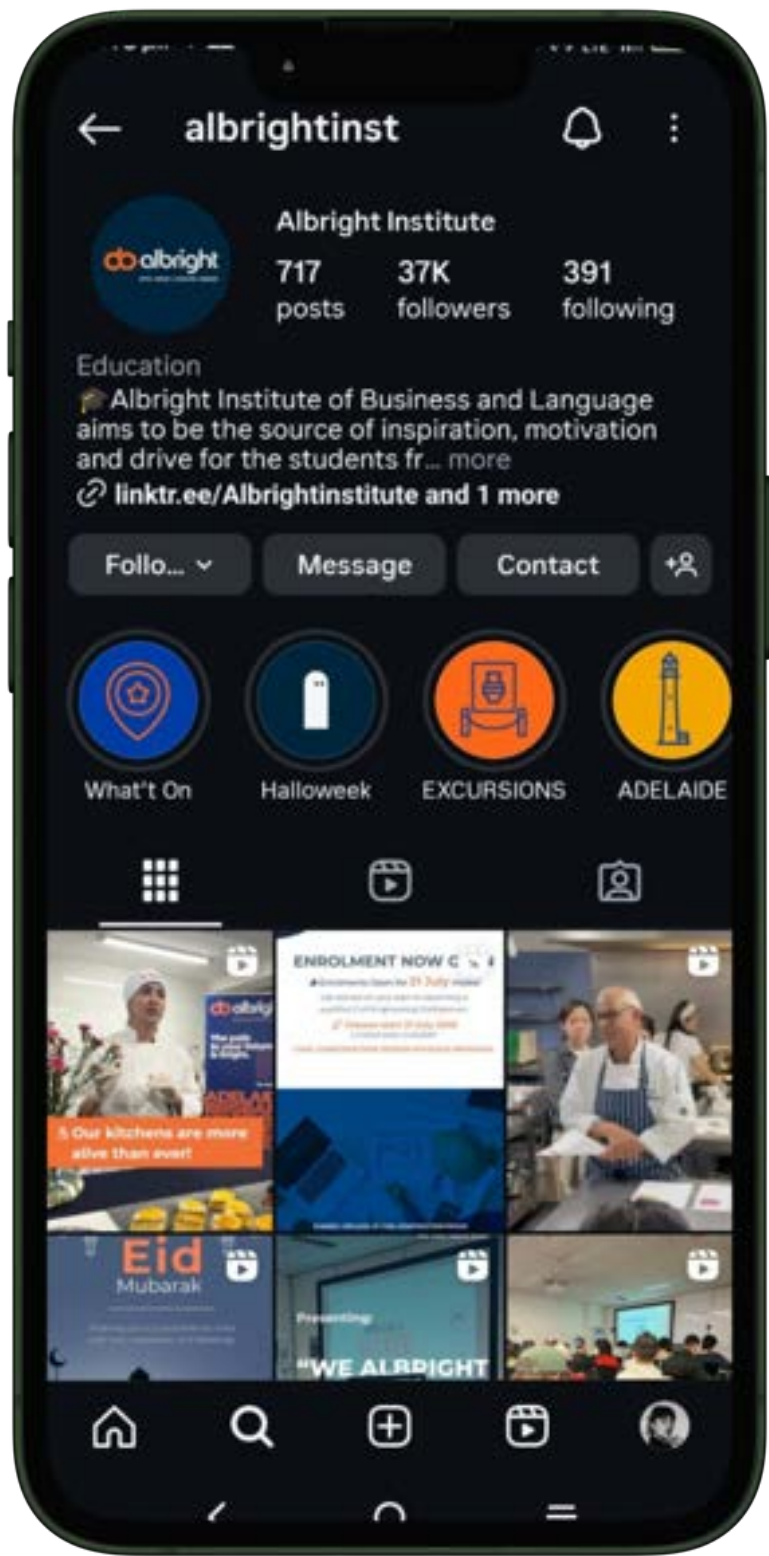 albrightinst
albright
Albright Institute
717
posts
37K
followers
391
following
Education
Albright Institute of Business and Language
aims to be the source of inspiration, motivation
and drive for the students fr... more
linktr.ee/Albrightinstitute and 1 more
Follo...
Message
Contact
What't On
Halloweek
EXCURSIONS
ADELAIDE
albrig
Our kitchens are more
alive than ever!
ENROLMENT NOW
21 July
Eid
Mubarak
Presenting:
"WE ALBRIGHT